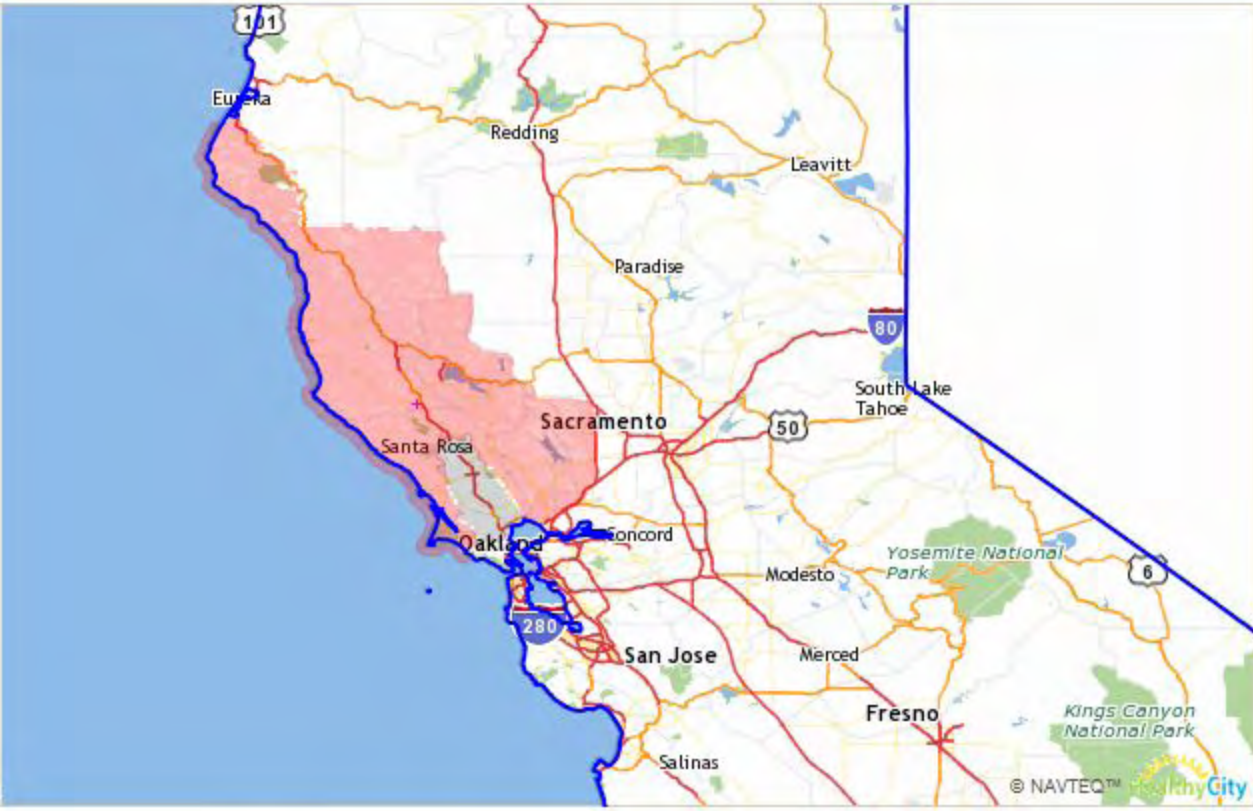 101
Eureka
Redding
Leavitt
Paradise
80
South Lake
Tahoe
Sacramento
50
Santa Rosa
Oakland
Concord
Yosemite National
Park
6
Modesto
280
San Jose
Merced
Fresno
Kings Canyon
National Park
Salinas
© NAVTEQ™
HealthyCity